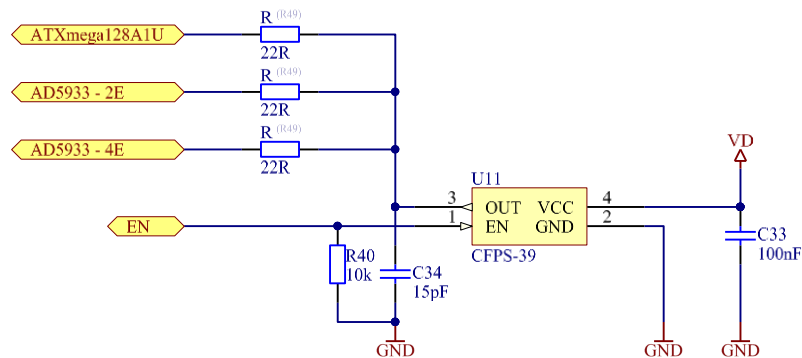 R (R49)
ATXmega128A1U
22R
R (R49)
AD5933 - 2E
22R
R (R49)
AD5933 - 4E
22R
VD
U11
3 OUT VCC 4
1 EN GND 2
EN
CFPS-39
C33
100nF
R40
10k
C34
15pF
GND
GND
GND